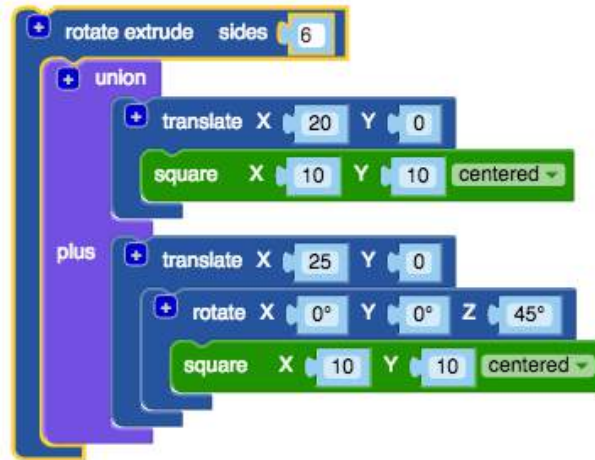 rotate extrude sides 6
union
translate X 20 Y 0
square X 10 Y 10 centered
plus translate X 25 Y 0
rotate X 0° Y 0° Z 45°
square X 10 Y 10 centered